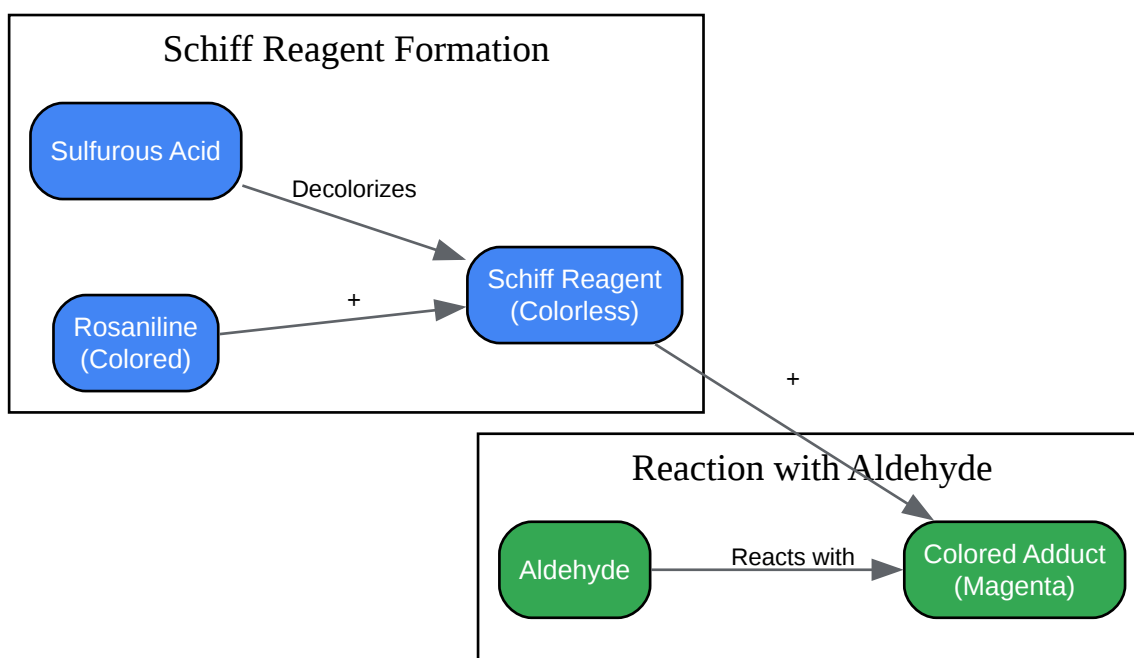 Schiff Reagent Formation
Sulfurous Acid
Decolorizes
Schiff Reagent
(Colorless)
+
Rosaniline
(Colored)
+
Reaction with Aldehyde
Aldehyde
Reacts with
Colored Adduct
(Magenta)